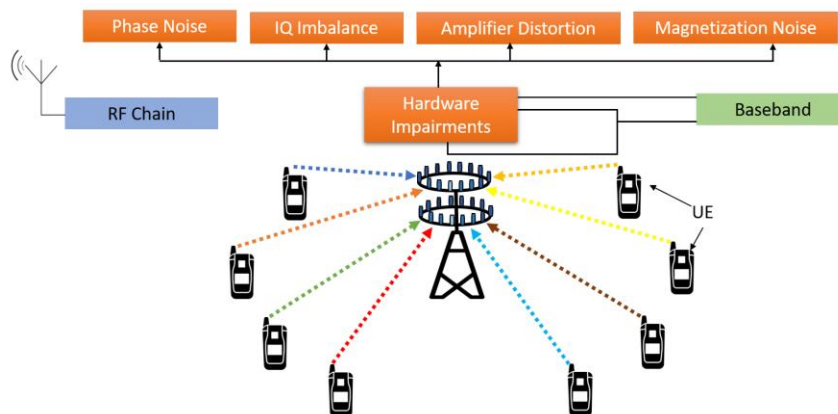 Phase Noise
IQ Imbalance
Amplifier Distortion
Magnetization Noise
RF Chain
Hardware
Impairments
Baseband
UE